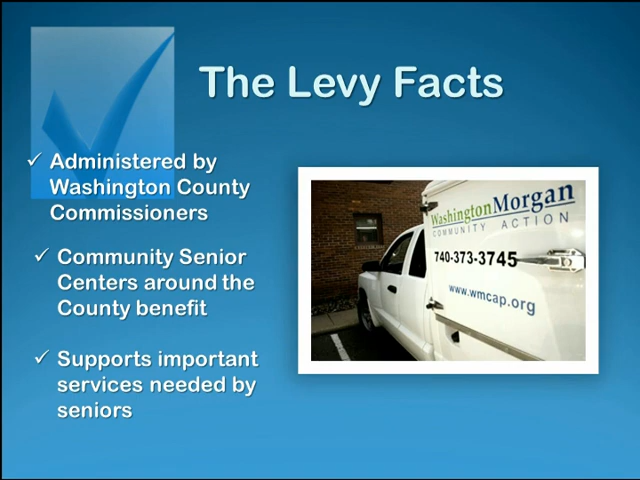 The Levy Facts
Administered by
Washington County
Commissioners
Community Senior
Centers around the
County benefit
Supports important
services needed by
seniors
WashingtonMorgan
COMMUNITY ACTION
740-373-3745
www.wmcap.org